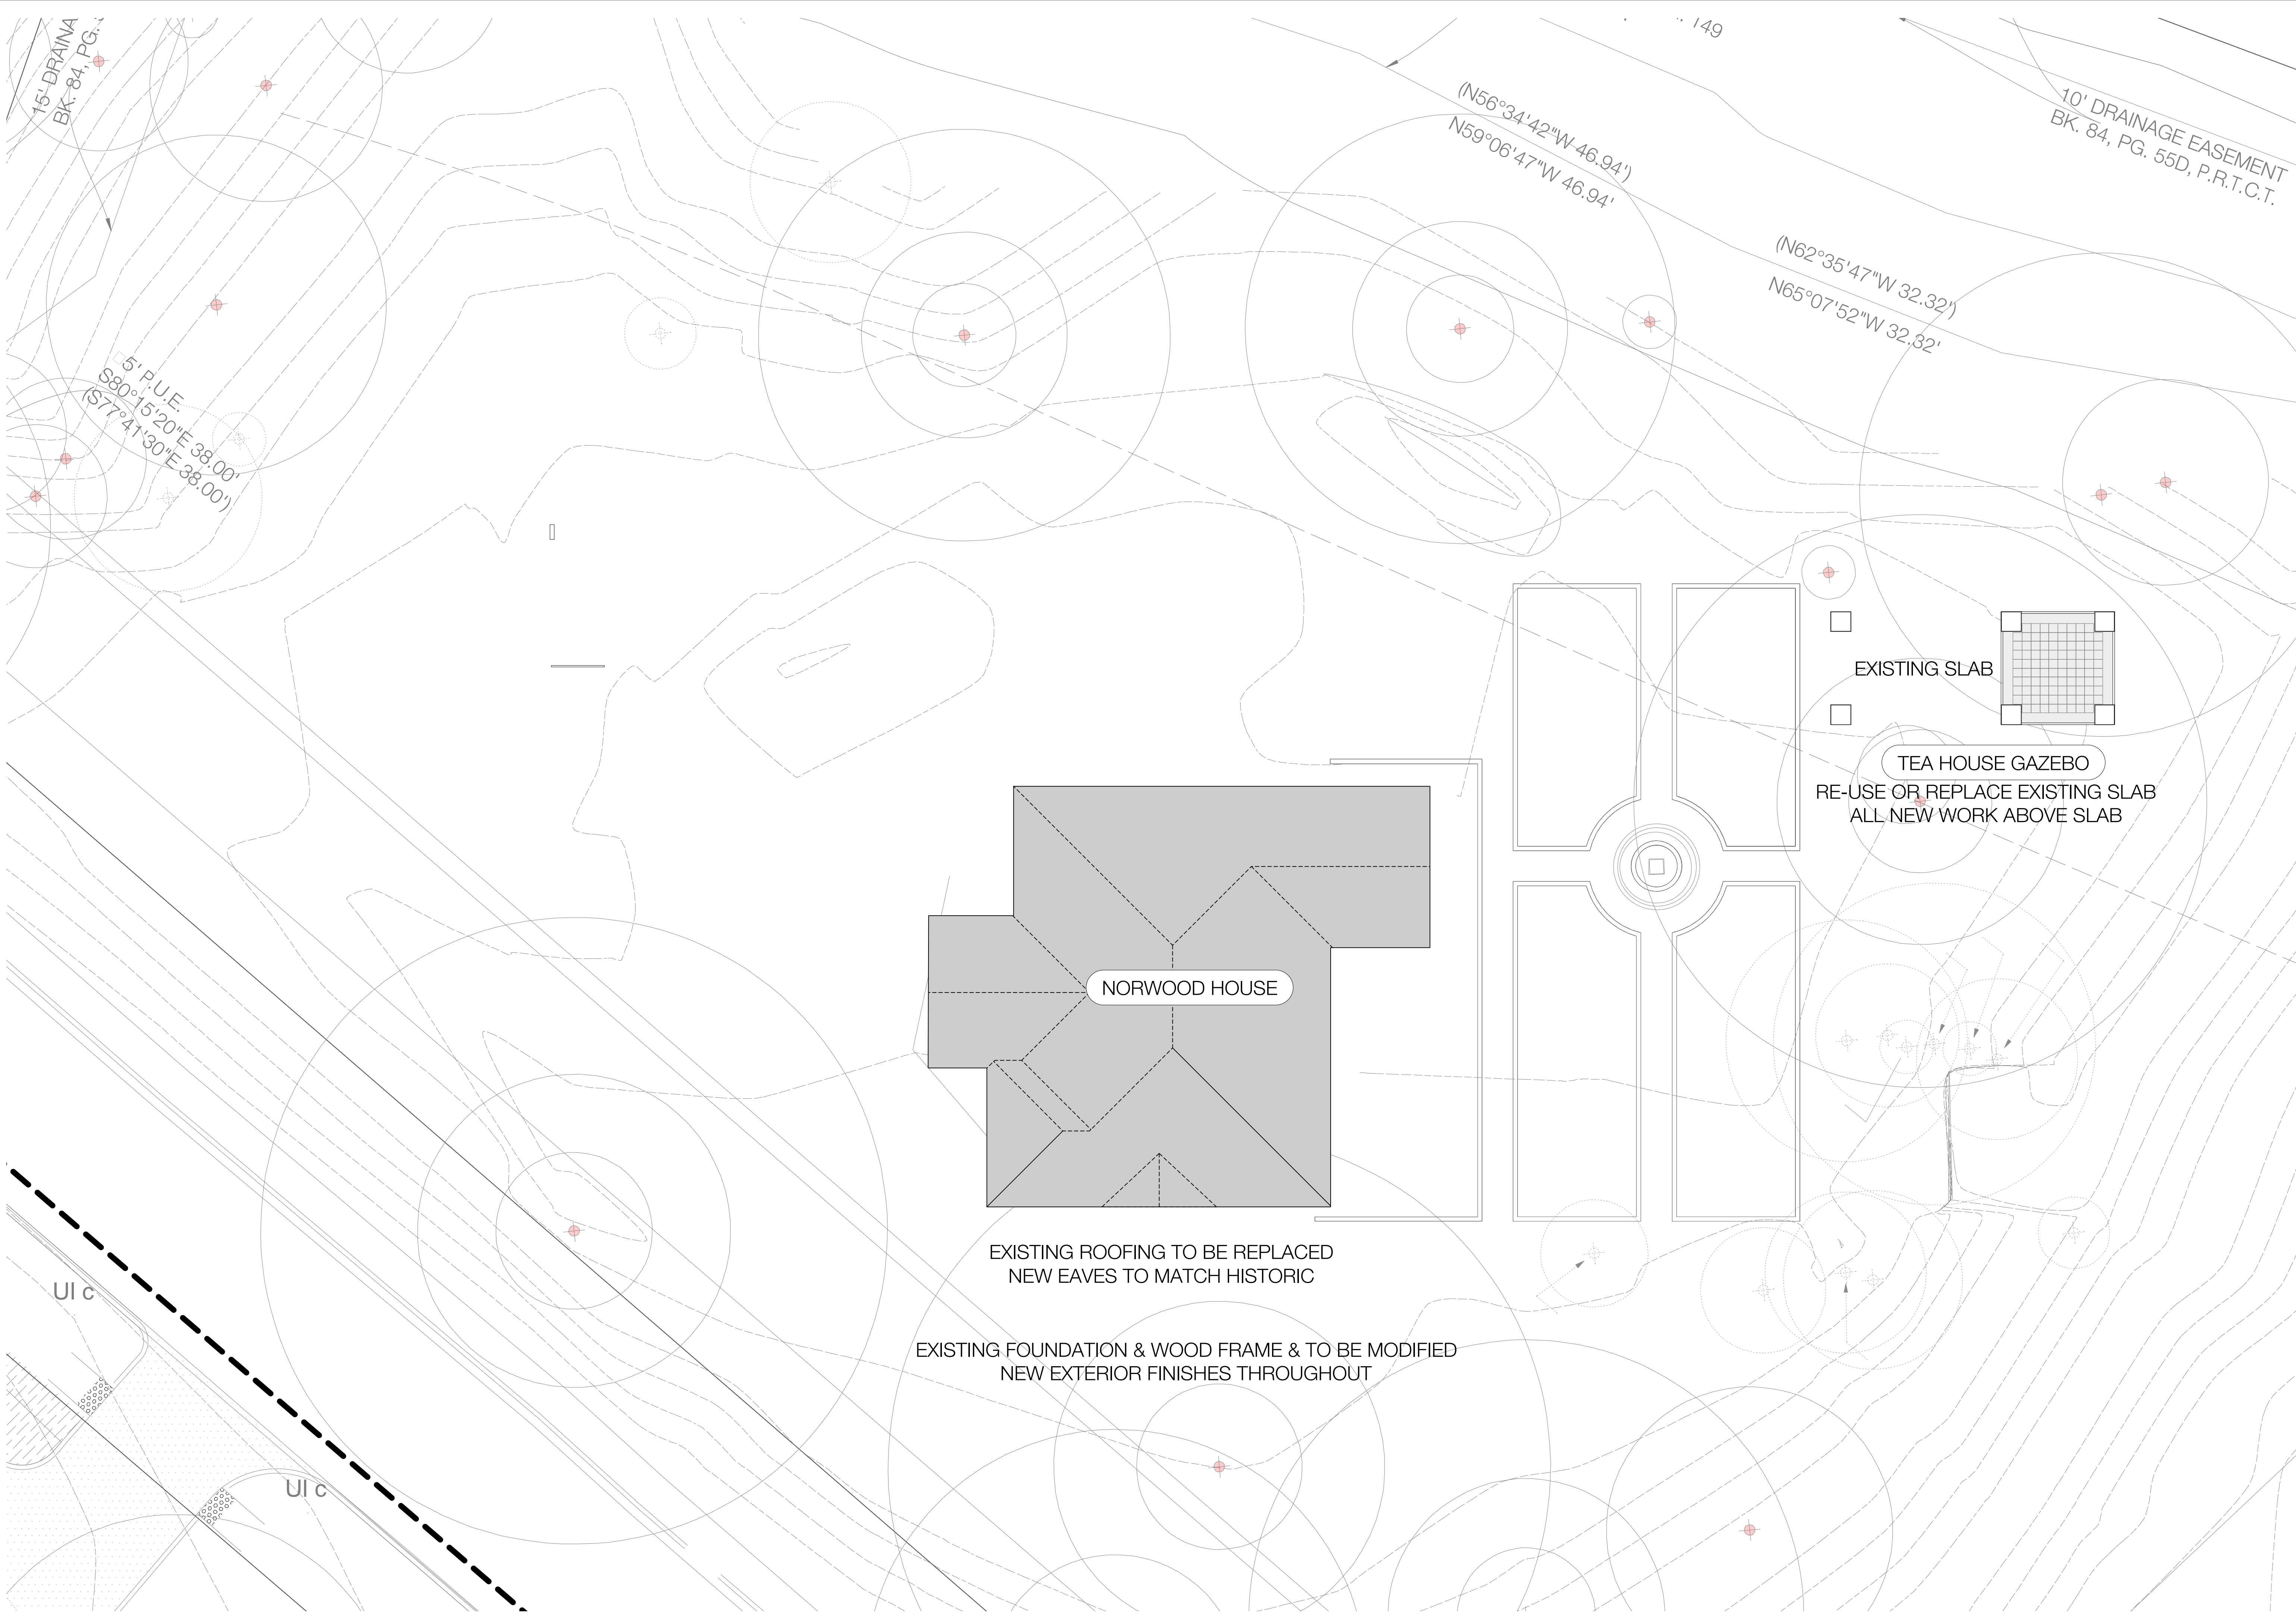 15' DRAINA
BK. 84, PG.
149
(N56°34'42"W 46.94')
N59°06'47"W 46.94'
10' DRAINAGE EASEMENT
BK. 84, PG. 55D, P.R.T.C.T.
(N62°35'47"W 32.32')
N65°07'52"W 32.32'
5' P.U.E.
S80°15'20"E 38.00'
(S77°41'30"E 38.00')
EXISTING SLAB
TEA HOUSE GAZEBO
RE-USE OR REPLACE EXISTING SLAB
ALL NEW WORK ABOVE SLAB
NORWOOD HOUSE
EXISTING ROOFING TO BE REPLACED
NEW EAVES TO MATCH HISTORIC
EXISTING FOUNDATION & WOOD FRAME & TO BE MODIFIED
NEW EXTERIOR FINISHES THROUGHOUT
Ul c
Ul c